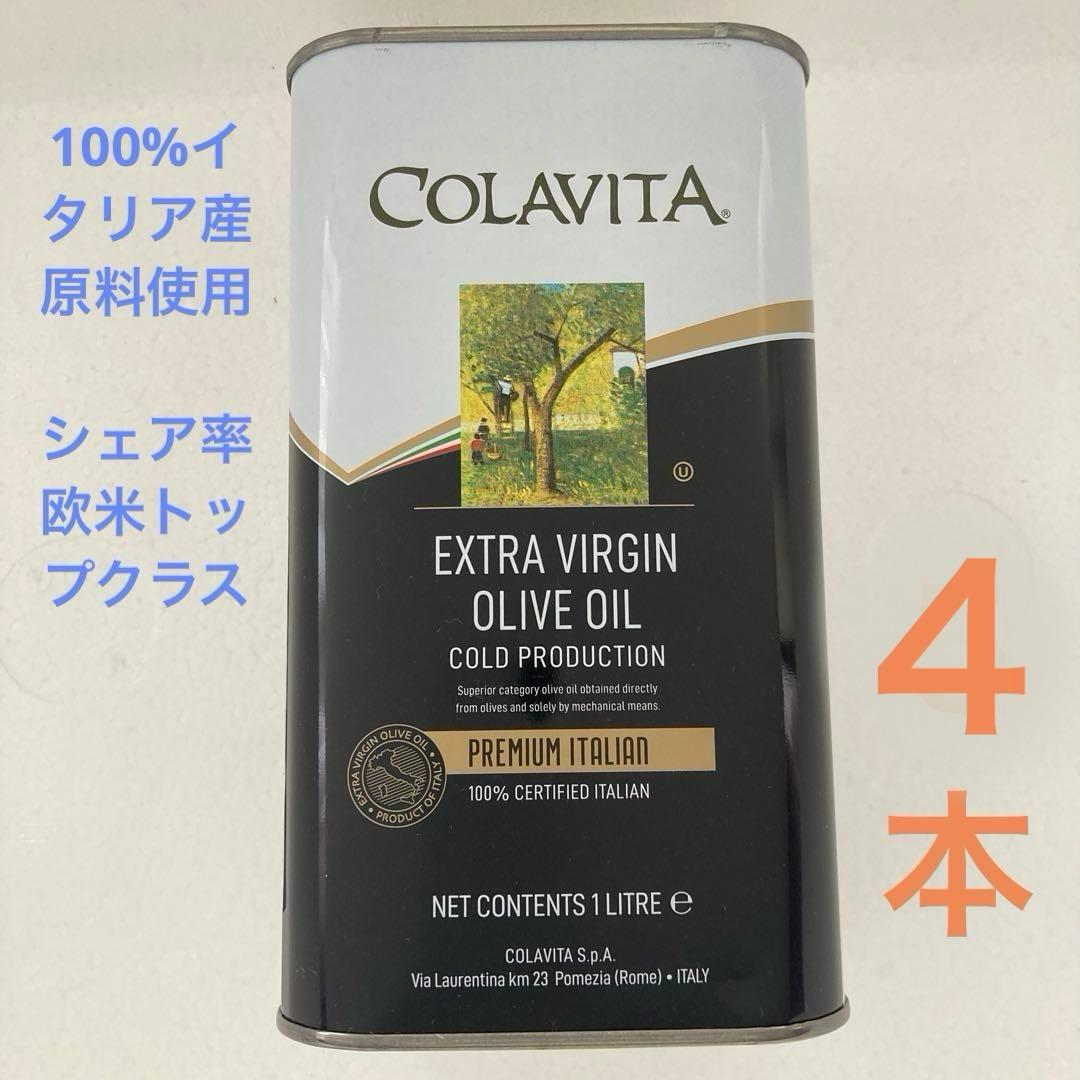 100%イ
タリア産
原料使用
シェア率
欧米トッ
プクラス
COLAVITA®
U
EXTRA VIRGIN
OLIVE OIL
COLD PRODUCTION
Superior category olive oil obtained directly
from olives and solely by mechanical means.
PREMIUM ITALIAN
100% CERTIFIED ITALIAN
EXTRA VIRGIN OLIVE OIL • PRODUCT OF ITALY •
NET CONTENTS 1 LITRE ℮
COLAVITA S.p.A.
Via Laurentina km 23 Pomezia (Rome) • ITALY
4
本